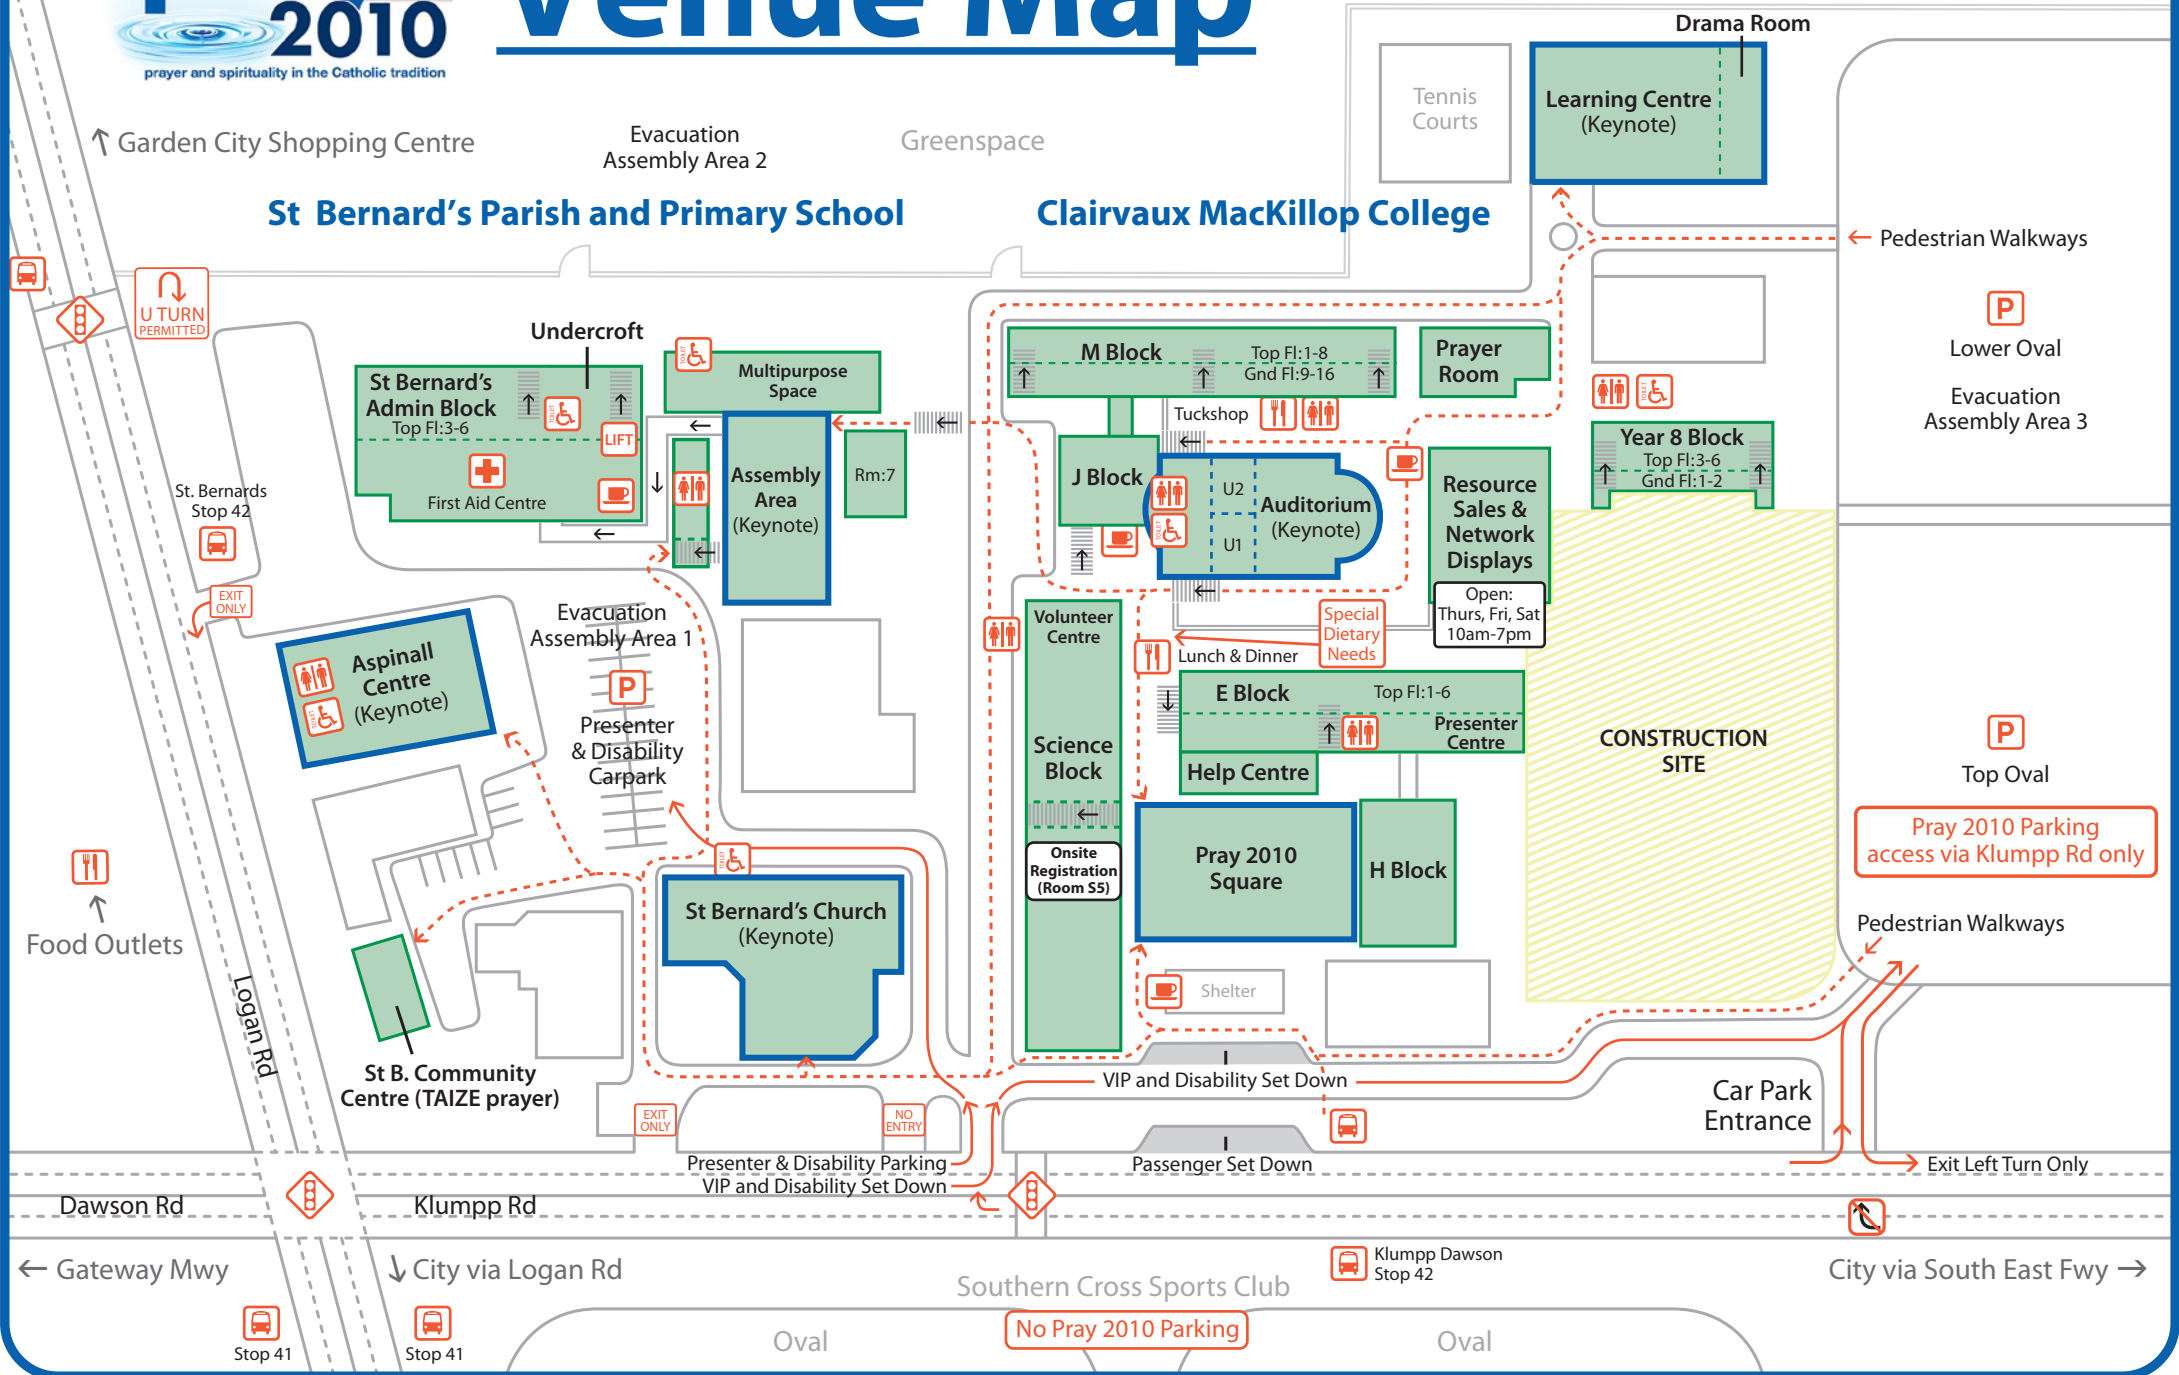 Venue Map
2010
prayer and spirituality in the Catholic tradition
Drama Room
Learning Centre
(Keynote)
Tennis
Courts
Garden City Shopping Centre
Evacuation
Assembly Area 2
Greenspace
St Bernard's Parish and Primary School
Clairvaux MacKillop College
Pedestrian Walkways
U TURN
PERMITTED
P
Lower Oval
Evacuation
Assembly Area 3
Undercroft
St Bernard's
Admin Block
Top Fl:3-6
TOILET
LIFT
First Aid Centre
TOILET
Multipurpose
Space
Assembly
Area
(Keynote)
Rm:7
M Block
Top Fl:1-8
Gnd Fl:9-16
Prayer
Room
Tuckshop
TOILET
J Block
U2
U1
TOILET
Auditorium
(Keynote)
Resource
Sales &
Network
Displays
Open:
Thurs, Fri, Sat
10am-7pm
Year 8 Block
Top Fl:3-6
Gnd Fl:1-2
St. Bernards
Stop 42
EXIT
ONLY
Evacuation
Assembly Area 1
Aspinall
Centre
(Keynote)
TOILET
P
Presenter
& Disability
Carpark
Volunteer
Centre
Special
Dietary
Needs
Lunch & Dinner
E Block
Top Fl:1-6
Presenter
Centre
Science
Block
Help Centre
CONSTRUCTION
SITE
P
Top Oval
Pray 2010 Parking
access via Klumpp Rd only
Onsite
Registration
(Room S5)
Pray 2010
Square
H Block
TOILET
St Bernard's Church
(Keynote)
Food Outlets
Pedestrian Walkways
Shelter
Logan Rd
St B. Community
Centre (TAIZE prayer)
VIP and Disability Set Down
Car Park
Entrance
EXIT
ONLY
NO
ENTRY
Presenter & Disability Parking
VIP and Disability Set Down
Passenger Set Down
Exit Left Turn Only
Dawson Rd
Klumpp Rd
Gateway Mwy
City via Logan Rd
Klumpp Dawson
Stop 42
City via South East Fwy
Southern Cross Sports Club
No Pray 2010 Parking
Oval
Oval
Stop 41
Stop 41